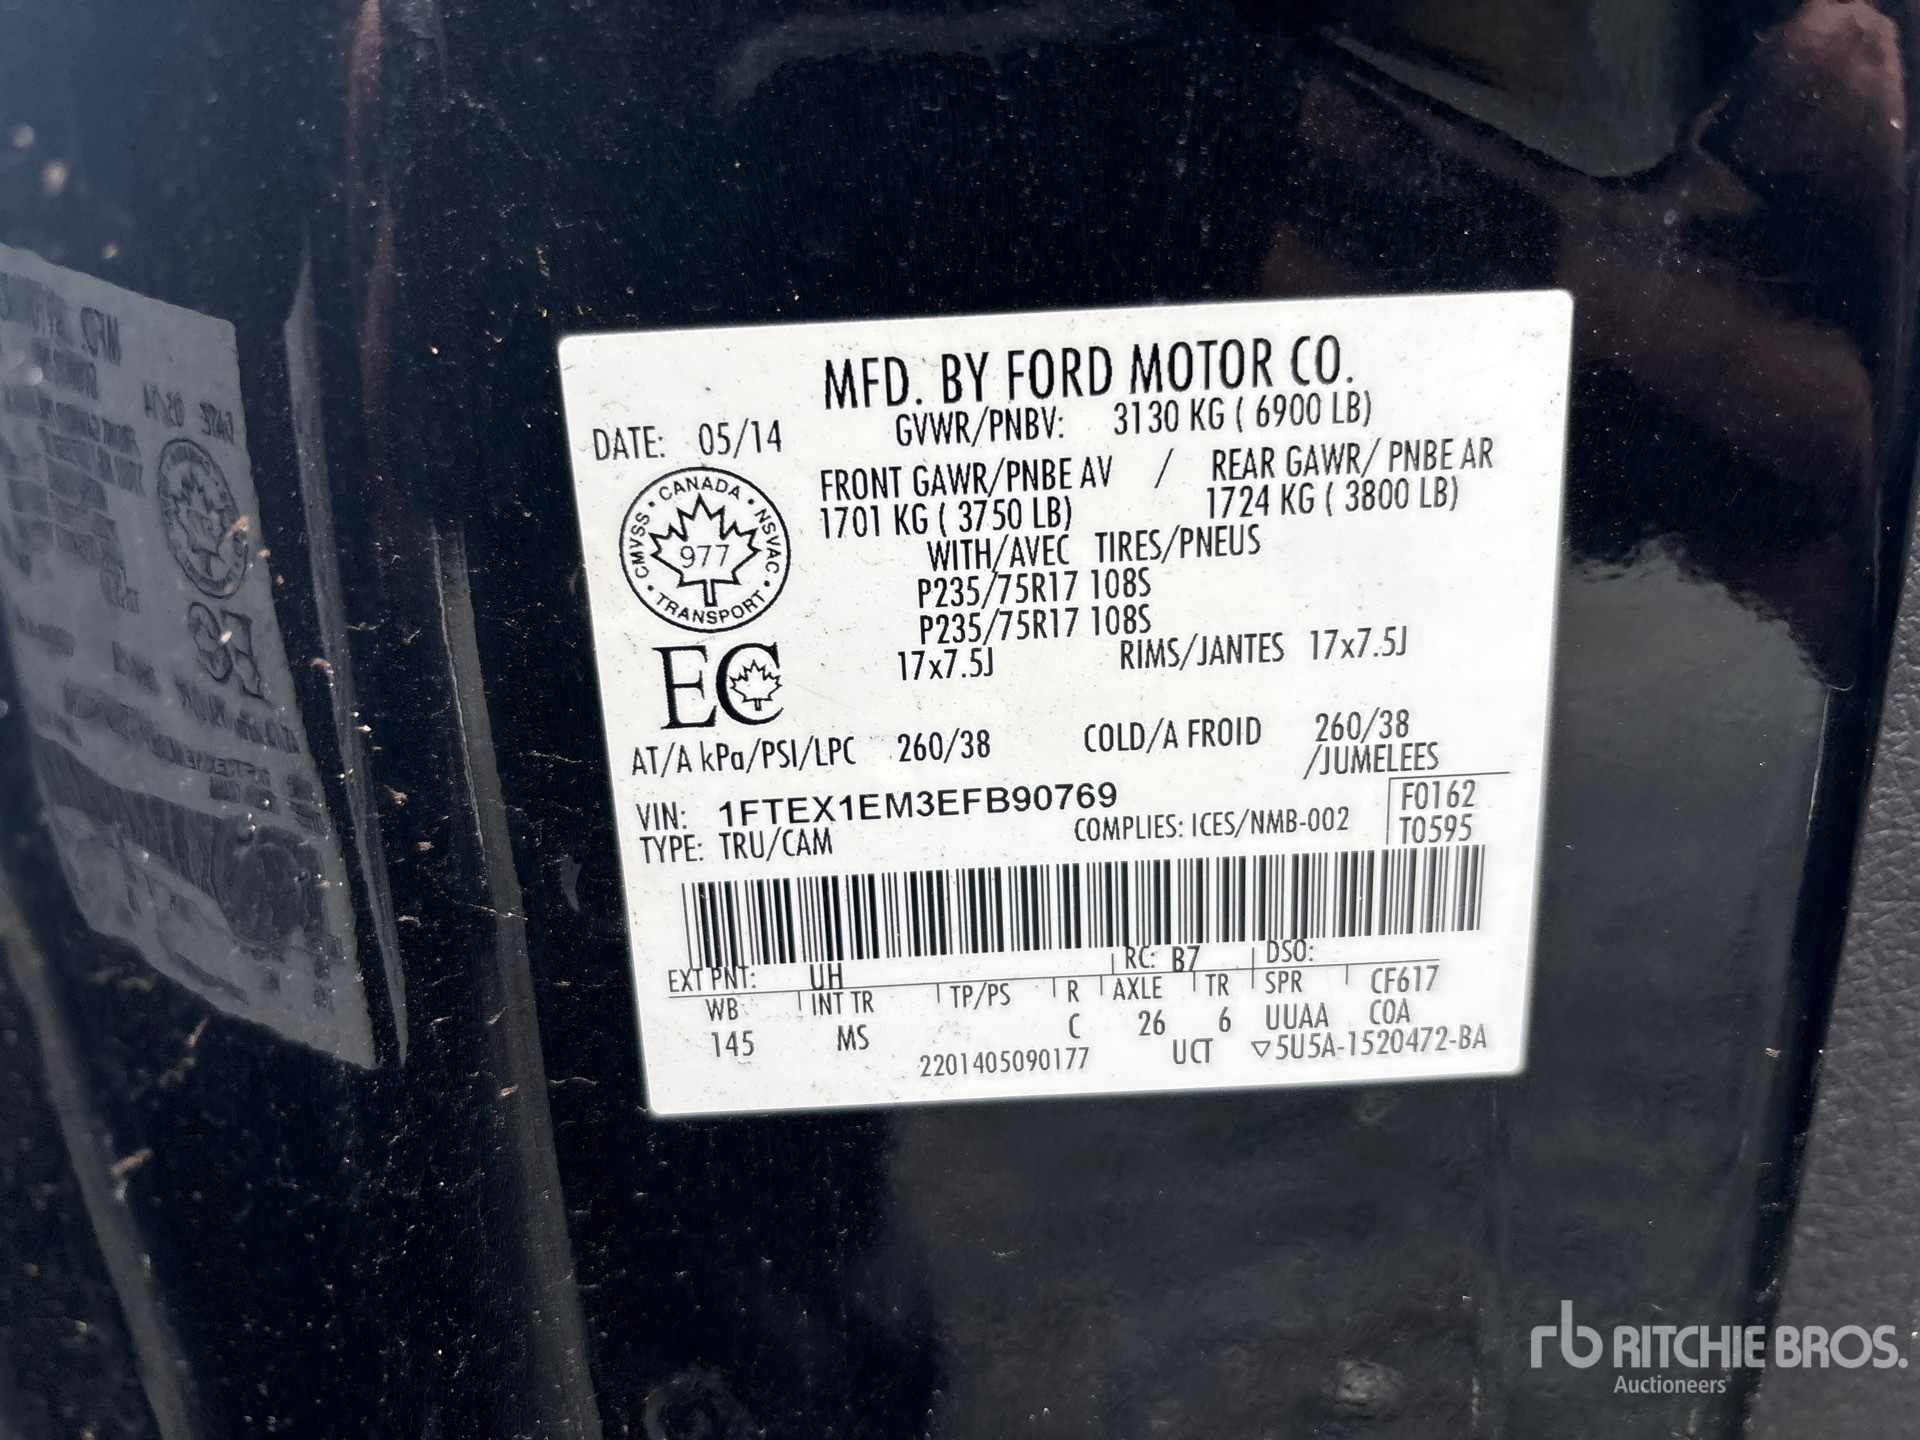 MFD. BY FORD MOTOR CO.
DATE: 05/14 GVWR/PNBV: 3130 KG ( 6900 LB)
FRONT GAWR/PNBE AV / REAR GAWR/ PNBE AR
1701 KG ( 3750 LB) 1724 KG ( 3800 LB)
WITH/AVEC TIRES/PNEUS
P235/75R17 108S
P235/75R17 108S
17x7.5J RIMS/JANTES 17x7.5J
CANADA
CMVSS NSVAC
977
TRANSPORT
EC
AT/A kPa/PSI/LPC 260/38 COLD/A FROID 260/38
/JUMELEES
VIN: 1FTEX1EM3EFB90769 F0162
TYPE: TRU/CAM COMPLIES: ICES/NMB-002 T0595
EXT PNT: UH RC: B7 DSO:
WB INT TR TP/PS R AXLE TR SPR CF617
145 MS C 26 6 UUAA COA
2201405090177 UCT ▽5U5A-1520472-BA
rb RITCHIE BROS.
Auctioneers